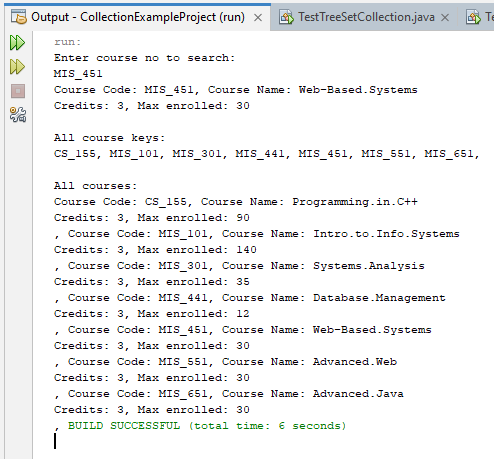 Output - CollectionExampleProject (run) × TestTreeSetCollection.java × Te
run:
Enter course no to search:
MIS_451
Course Code: MIS_451, Course Name: Web-Based.Systems
Credits: 3, Max enrolled: 30
All course keys:
CS_155, MIS_101, MIS_301, MIS_441, MIS_451, MIS_551, MIS_651,
All courses:
Course Code: CS_155, Course Name: Programming.in.C++
Credits: 3, Max enrolled: 90
, Course Code: MIS_101, Course Name: Intro.to.Info.Systems
Credits: 3, Max enrolled: 140
, Course Code: MIS_301, Course Name: Systems.Analysis
Credits: 3, Max enrolled: 35
, Course Code: MIS_441, Course Name: Database.Management
Credits: 3, Max enrolled: 12
, Course Code: MIS_451, Course Name: Web-Based.Systems
Credits: 3, Max enrolled: 30
, Course Code: MIS_551, Course Name: Advanced.Web
Credits: 3, Max enrolled: 30
, Course Code: MIS_651, Course Name: Advanced.Java
Credits: 3, Max enrolled: 30
, BUILD SUCCESSFUL (total time: 6 seconds)